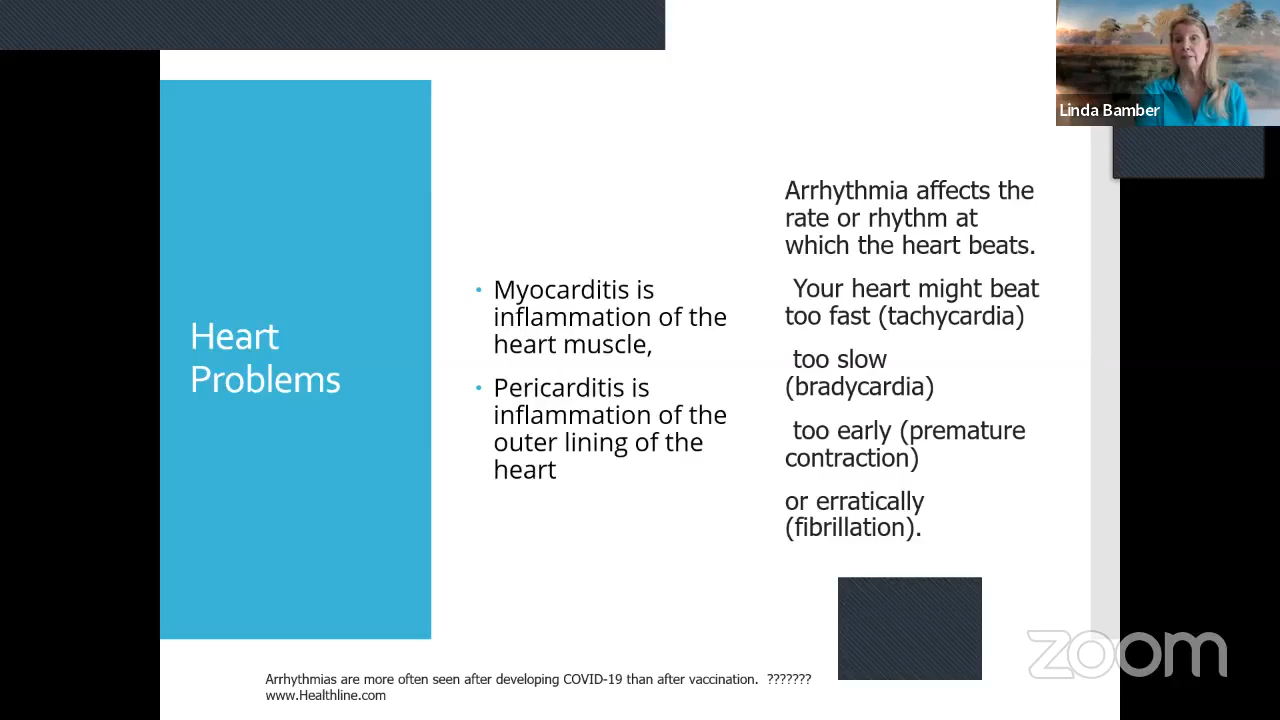 Linda Bamber
Heart
Problems
• Myocarditis is
inflammation of the
heart muscle,
• Pericarditis is
inflammation of the
outer lining of the
heart
Arrhythmia affects the
rate or rhythm at
which the heart beats.
Your heart might beat
too fast (tachycardia)
too slow
(bradycardia)
too early (premature
contraction)
or erratically
(fibrillation).
Arrhythmias are more often seen after developing COVID-19 than after vaccination. ???????
www.Healthline.com
zoom